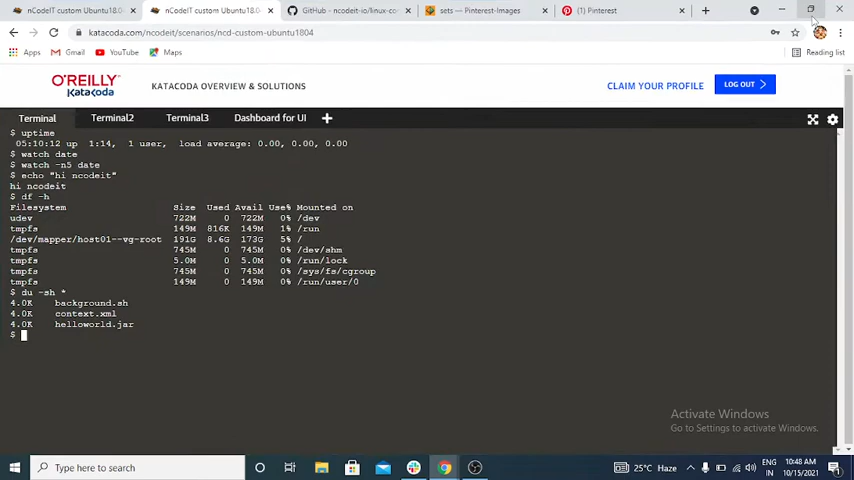 nCodeIT custom Ubuntu18.0
nCodeIT custom Ubuntu18.0
GitHub - ncodeit-io/linux-co
sets — Pinterest-Images
(1) Pinterest
katacoda.com/ncodeit/scenarios/ncd-custom-ubuntu1804
Apps
Gmail
YouTube
Maps
Reading list
O'REILLY
Katacoda
KATACODA OVERVIEW & SOLUTIONS
CLAIM YOUR PROFILE
LOG OUT
Terminal
Terminal2
Terminal3
Dashboard for UI
$ uptime
05:10:12 up 1:14, 1 user, load average: 0.00, 0.00, 0.00
$ watch date
$ watch -n5 date
$ echo "hi ncodeit"
hi ncodeit
$ df -h
Filesystem Size Used Avail Use% Mounted on
udev 722M 0 722M 0% /dev
tmpfs 149M 816K 149M 1% /run
/dev/mapper/host01--vg-root 191G 8.6G 173G 5% /
tmpfs 745M 0 745M 0% /dev/shm
tmpfs 5.0M 0 5.0M 0% /run/lock
tmpfs 745M 0 745M 0% /sys/fs/cgroup
tmpfs 149M 0 149M 0% /run/user/0
$ du -sh *
4.0K background.sh
4.0K context.xml
4.0K helloworld.jar
$
Activate Windows
Go to Settings to activate Windows.
Type here to search
25°C Haze
ENG
IN
10:48 AM
10/15/2021